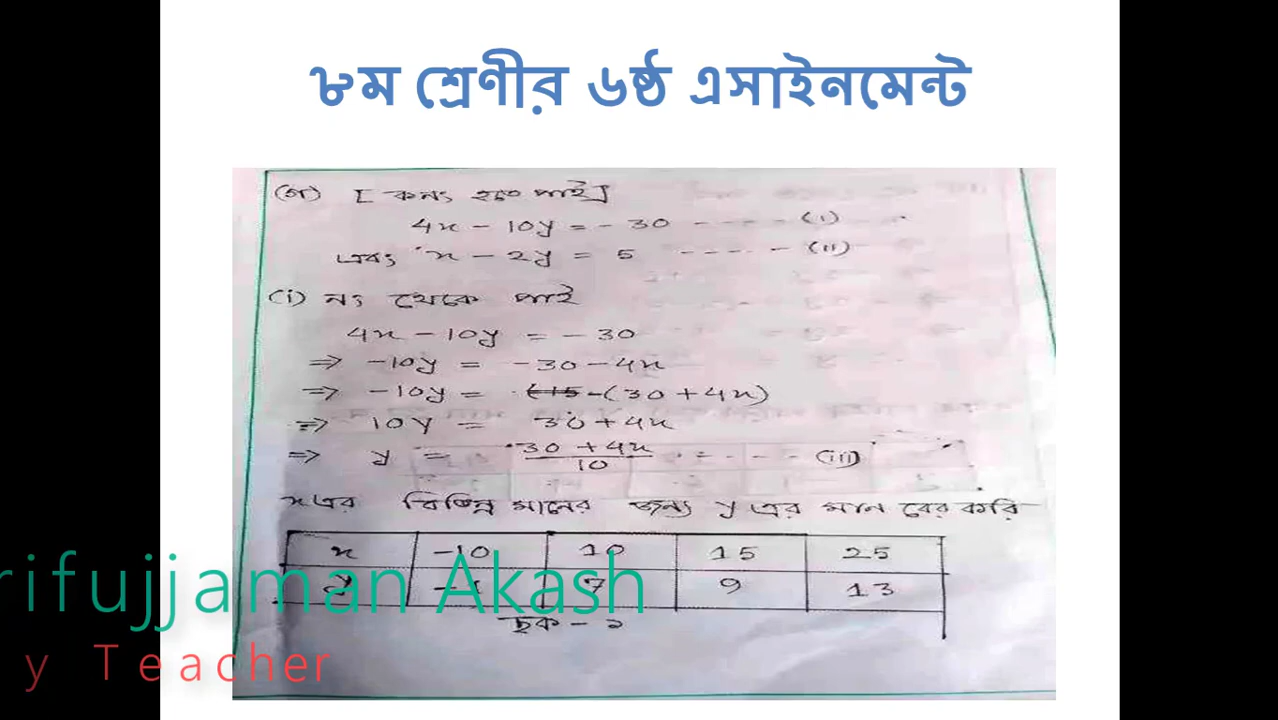 ৮ম শ্রেণীর ৬ষ্ঠ এসাইনমেন্ট
(গ) [ ক নং হতে পাই]
4x - 10y = - 30 ----- (i)
এবং x - 2y = 5 ----- (ii)
(i) নং থেকে পাই
4x - 10y = - 30
⇒ -10y = -30 - 4x
⇒ -10y = -(30 + 4x)
⇒ 10y = 30 + 4x
⇒ y = 30 + 4x / 10 ---- (iii)
x এর বিভিন্ন মানের জন্য y এর মান বের করি
x -10 10 15 25
y 7 9 13
ছক - ১
rifujjaman Akash
y Teacher